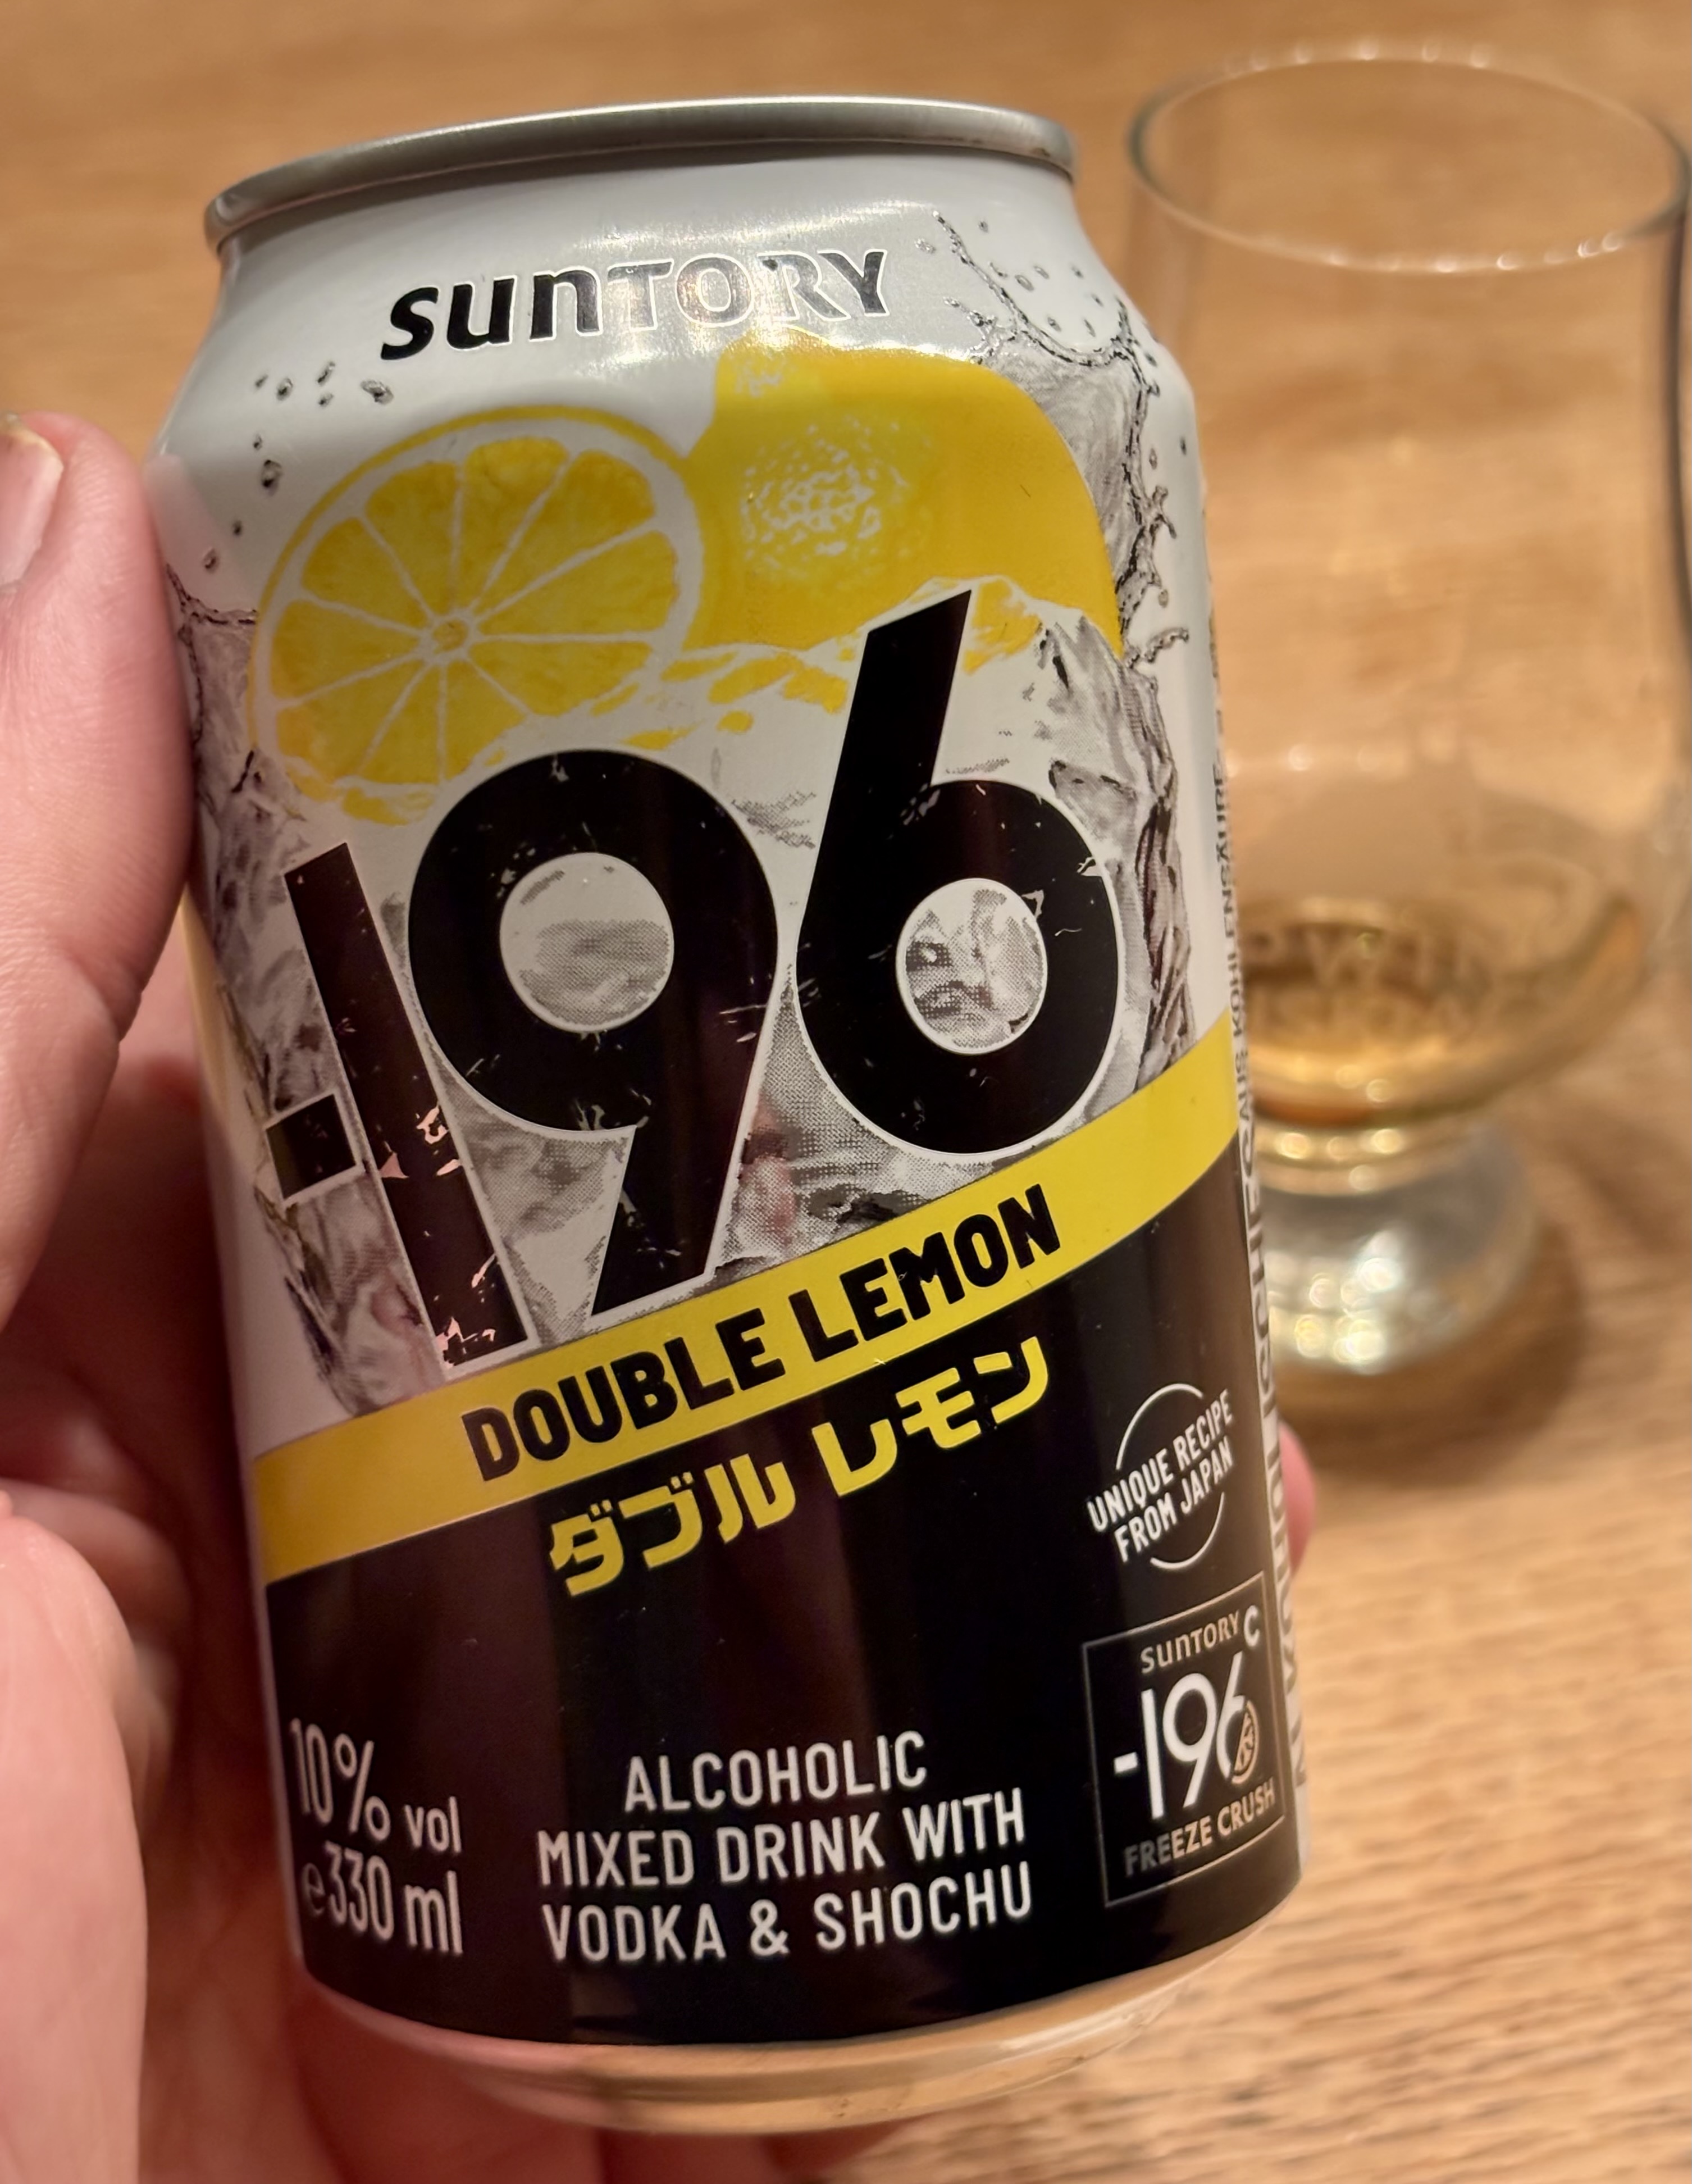 SUNTORY
-196
DOUBLE LEMON
ダブル レモン
UNIQUE RECIPE
FROM JAPAN
SUNTORY C
-196
FREEZE CRUSH
10% vol
e330 ml
ALCOHOLIC
MIXED DRINK WITH
VODKA & SHOCHU